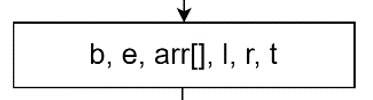 b, e, arr[], l, r, t